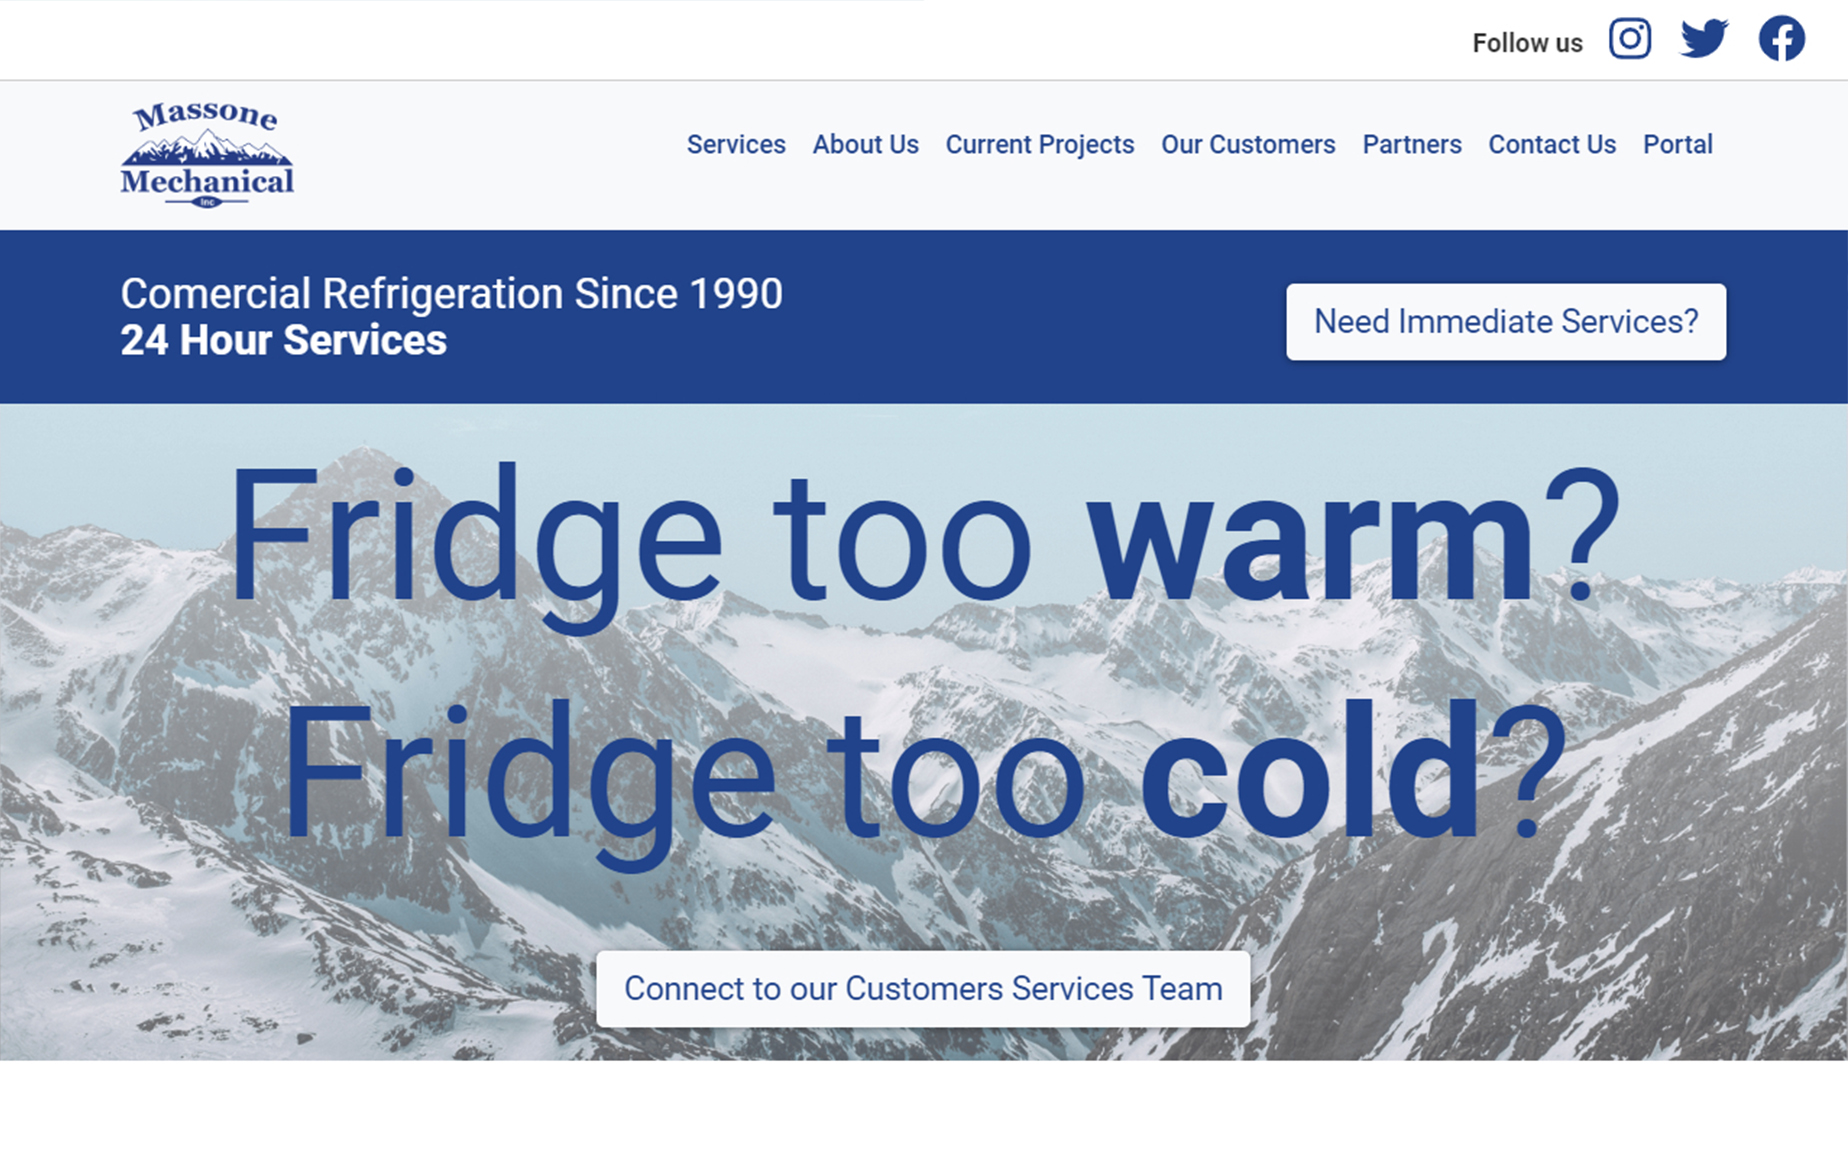 Follow us
Massone
Mechanical
Inc
Services About Us Current Projects Our Customers Partners Contact Us Portal
Comercial Refrigeration Since 1990
24 Hour Services
Need Immediate Services?
Fridge too warm?
Fridge too cold?
Connect to our Customers Services Team